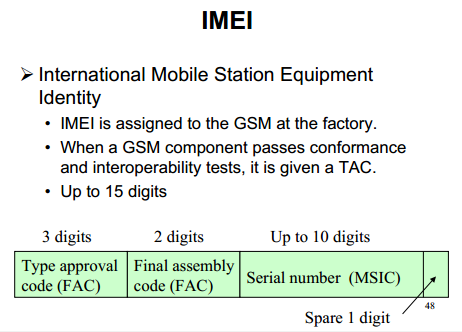 IMEI
➢ International Mobile Station Equipment
Identity
• IMEI is assigned to the GSM at the factory.
• When a GSM component passes conformance
and interoperability tests, it is given a TAC.
• Up to 15 digits
3 digits 2 digits Up to 10 digits
Type approval Final assembly
code (FAC) code (FAC) Serial number (MSIC)
48
Spare 1 digit